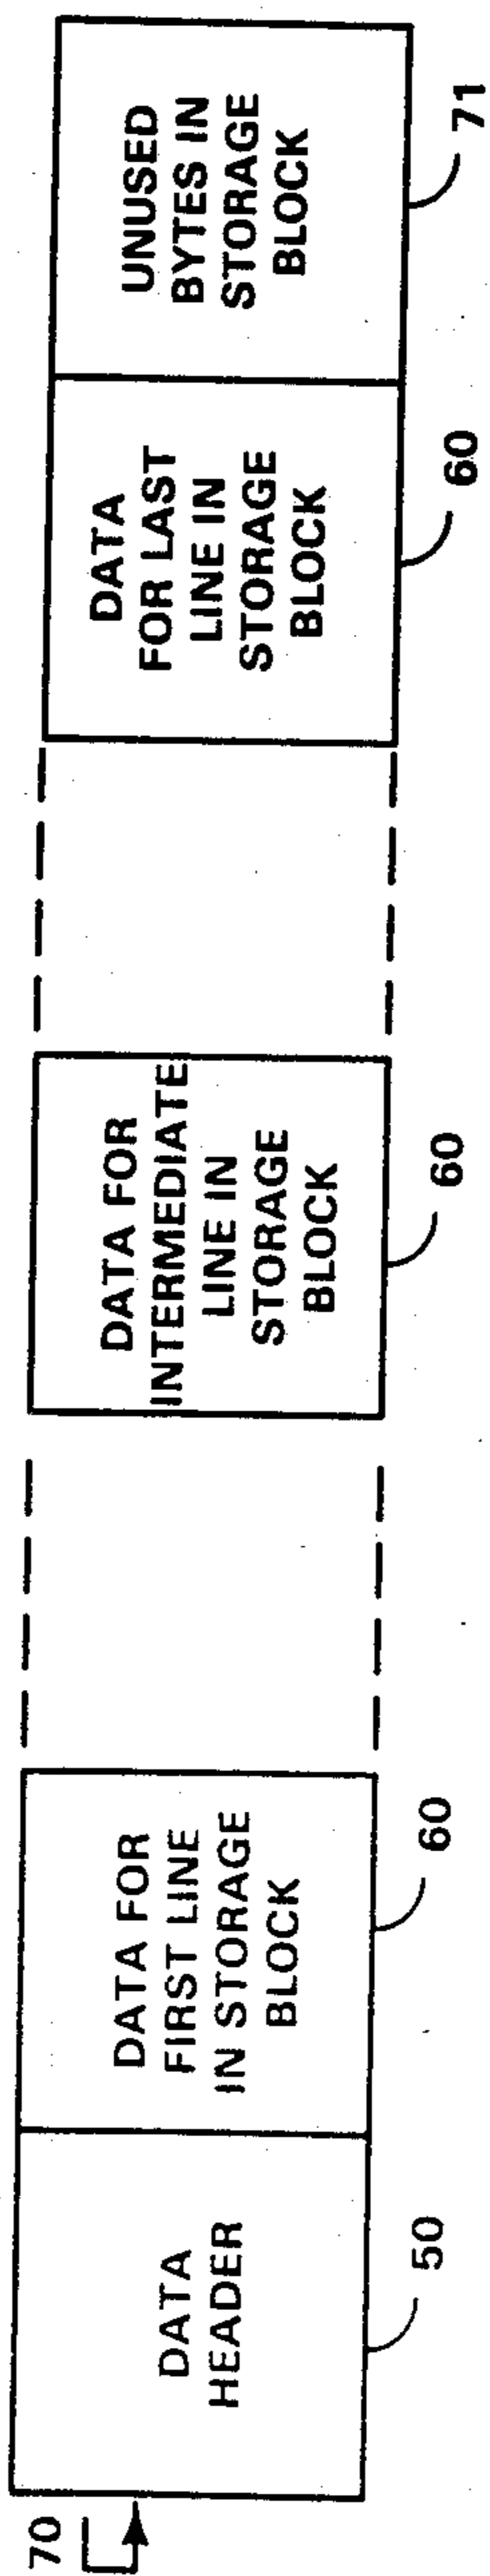 70
DATA
HEADER
50
DATA FOR
FIRST LINE
IN STORAGE
BLOCK
60
DATA FOR
INTERMEDIATE
LINE IN
STORAGE
BLOCK
60
DATA
FOR LAST
LINE IN
STORAGE
BLOCK
60
UNUSED
BYTES IN
STORAGE
BLOCK
71